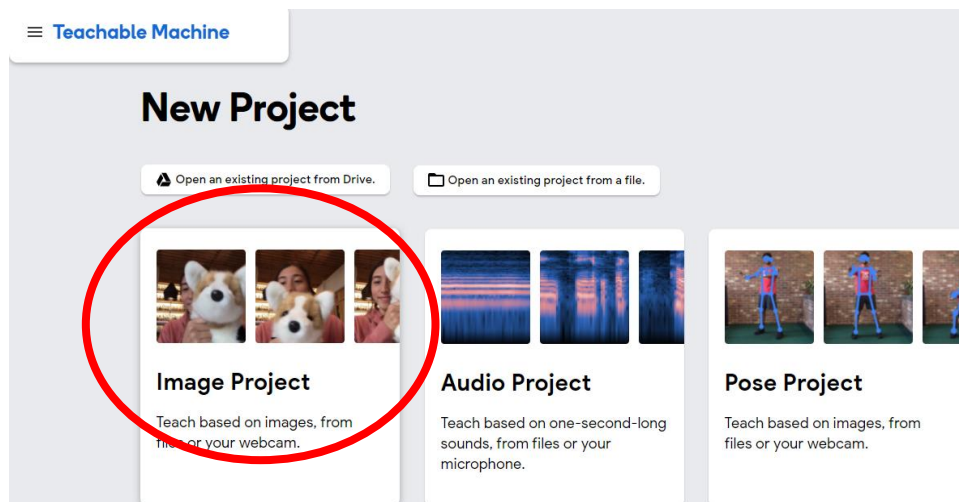 Teachable Machine
New Project
Open an existing project from Drive.
Open an existing project from a file.
Image Project
Teach based on images, from
files or your webcam.
Audio Project
Teach based on one-second-long
sounds, from files or your
microphone.
Pose Project
Teach based on images, from
files or your webcam.